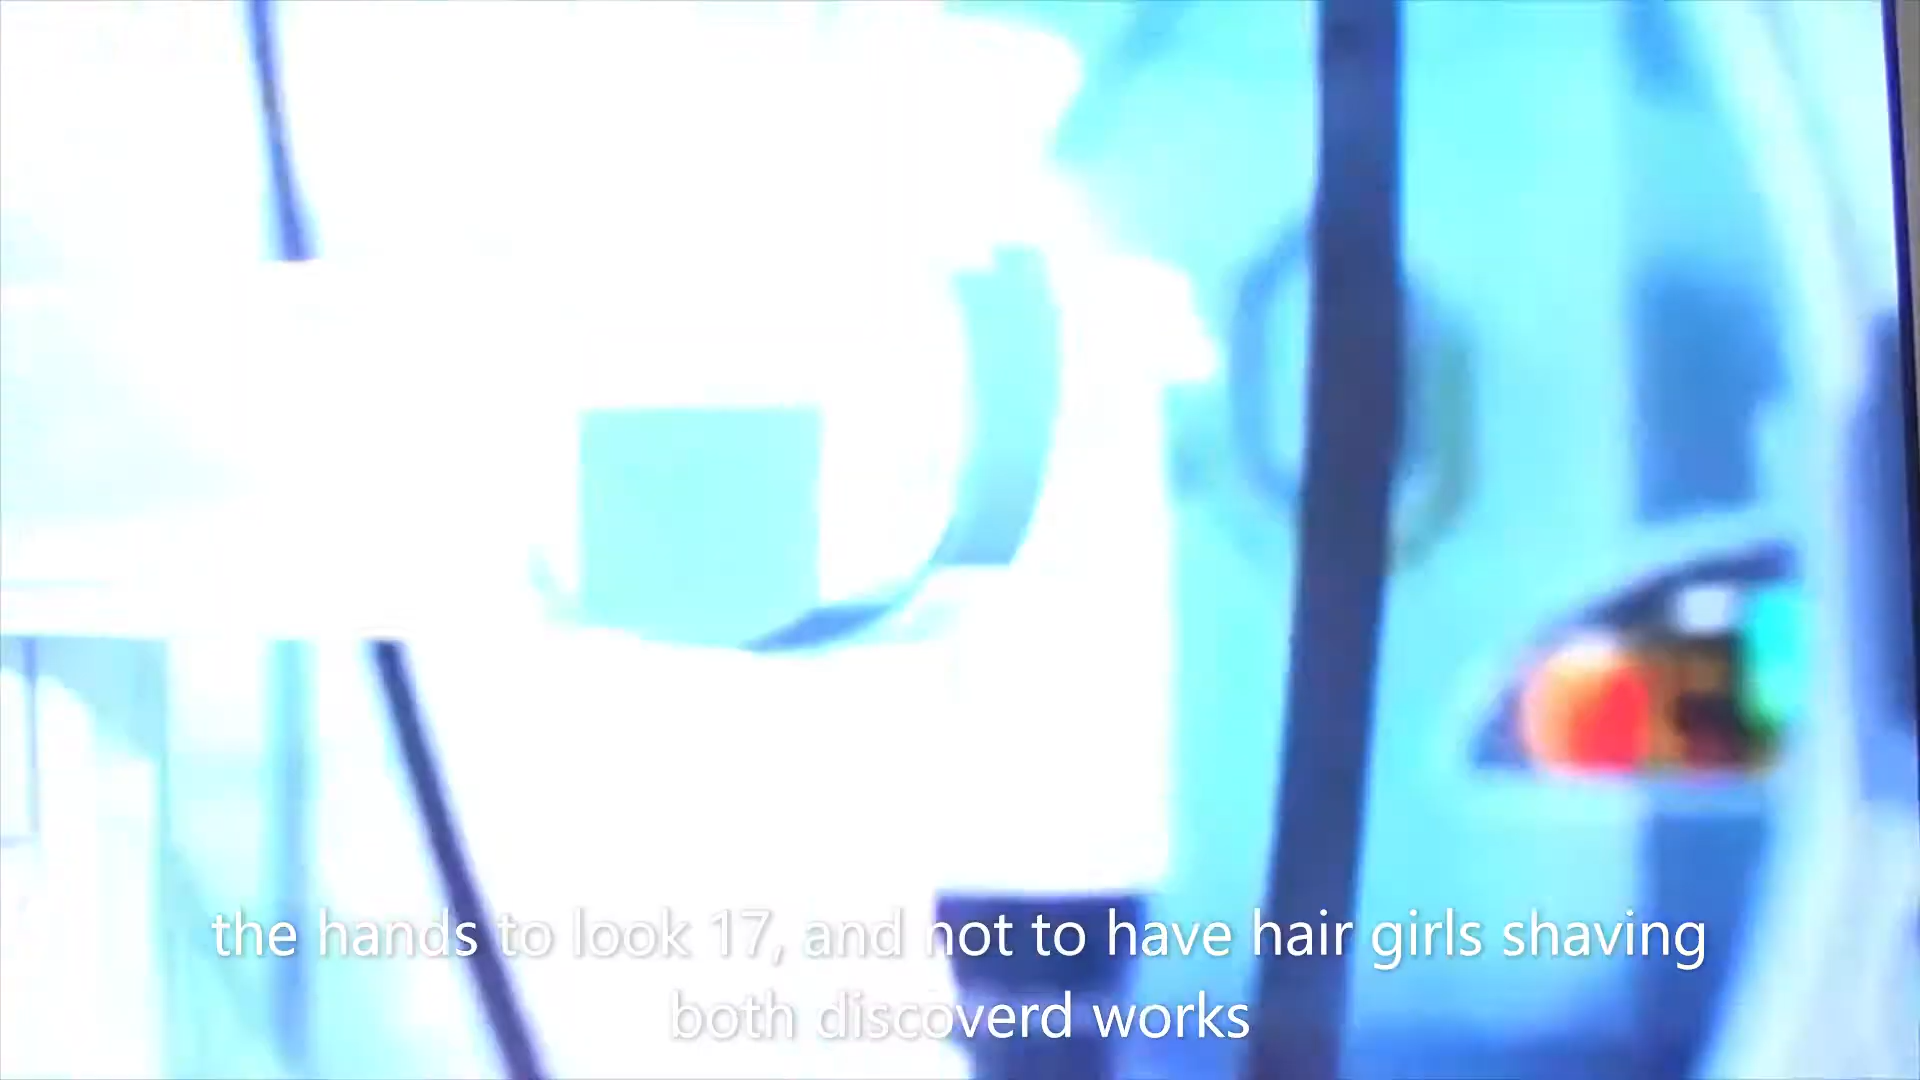 the hands to look 17, and not to have hair girls shaving
both discoverd works